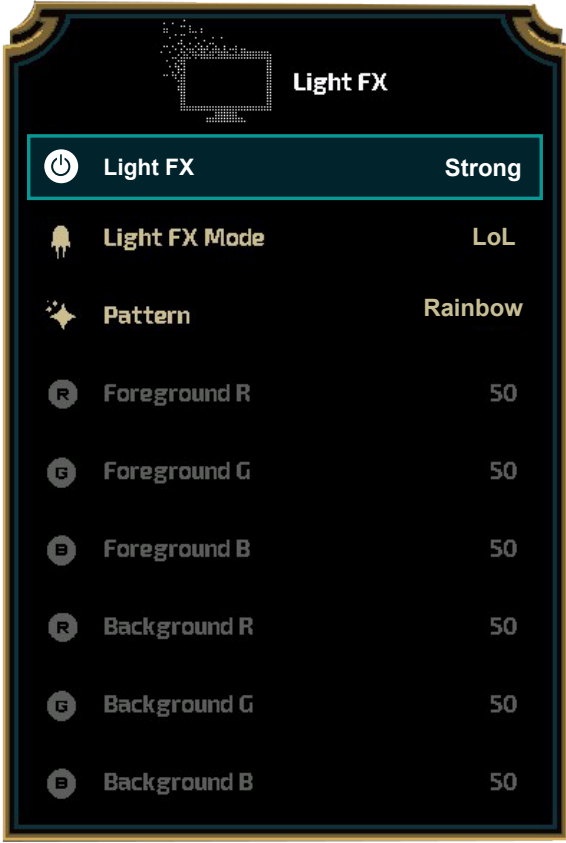 Light FX
Light FX Strong
Light FX Mode LoL
Pattern Rainbow
R Foreground R 50
G Foreground G 50
B Foreground B 50
R Background R 50
G Background G 50
B Background B 50